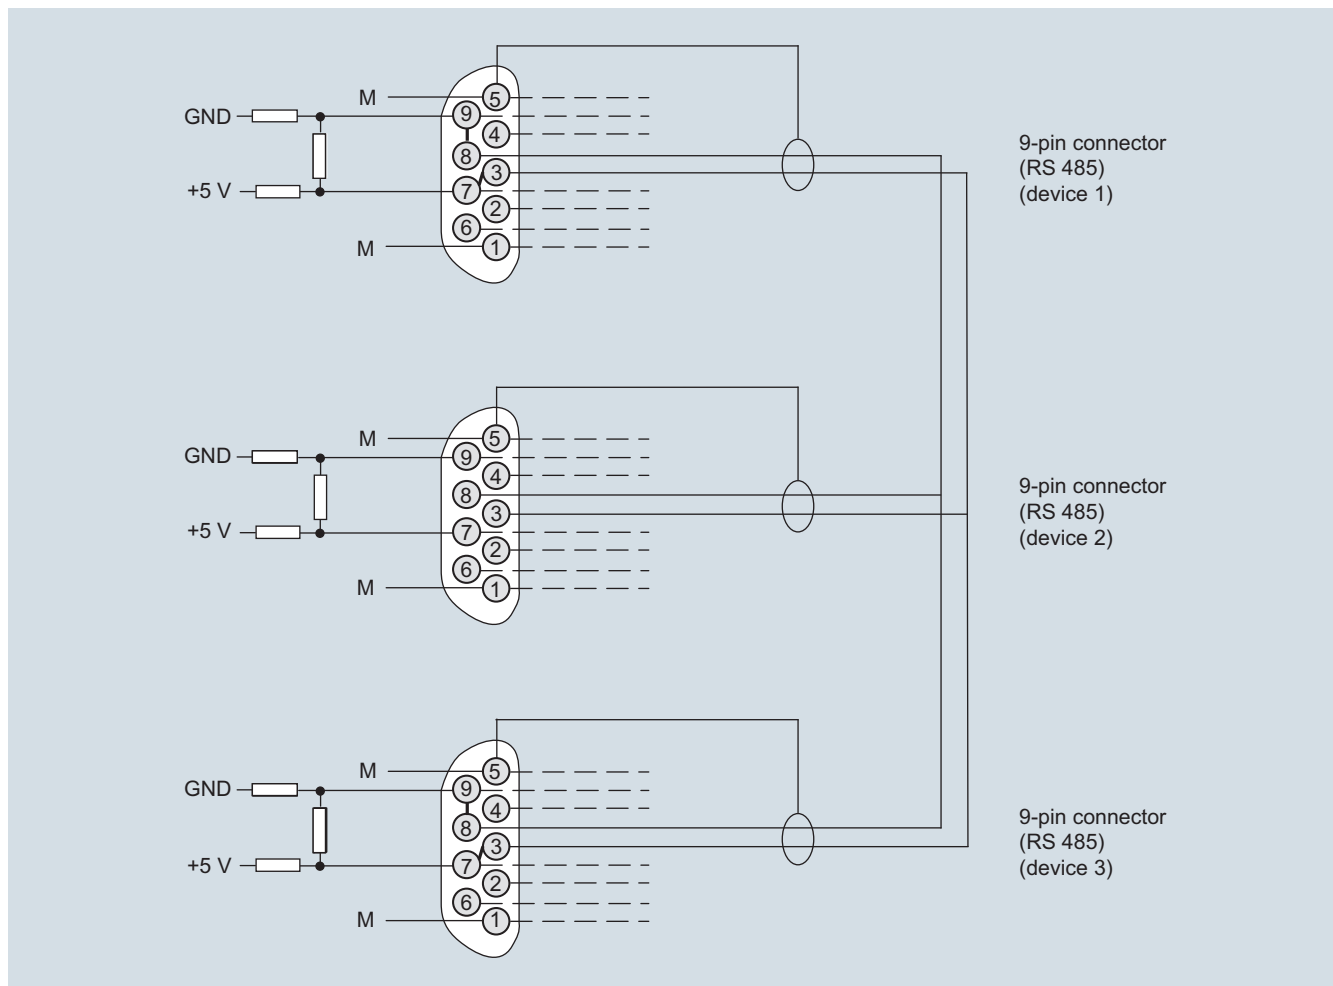 M
5
9
GND
4
8
3
7
+5 V
2
6
M
1
9-pin connector
(RS 485)
(device 1)
M
5
9
GND
4
8
3
7
+5 V
2
6
M
1
9-pin connector
(RS 485)
(device 2)
M
5
9
GND
4
8
3
7
+5 V
2
6
M
1
9-pin connector
(RS 485)
(device 3)